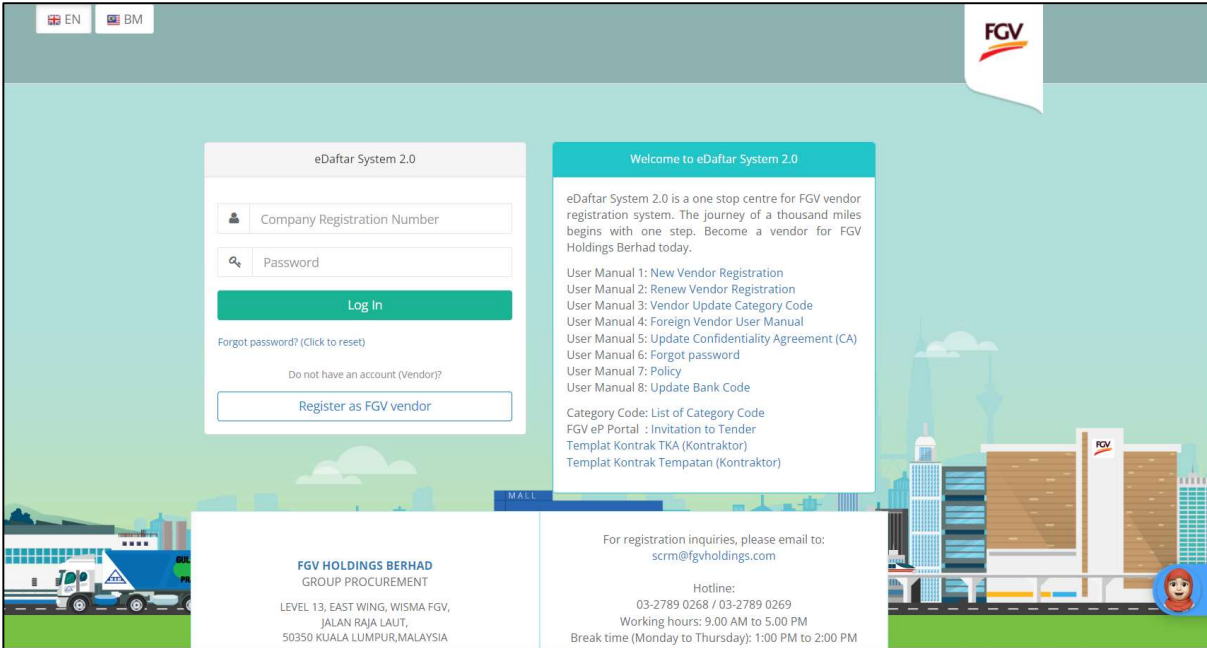 EN
BM
FGV
eDaftar System 2.0
Company Registration Number
Password
Log In
Forgot password? (Click to reset)
Do not have an account (Vendor)?
Register as FGV vendor
Welcome to eDaftar System 2.0
eDaftar System 2.0 is a one stop centre for FGV vendor
registration system. The journey of a thousand miles
begins with one step. Become a vendor for FGV
Holdings Berhad today.
User Manual 1: New Vendor Registration
User Manual 2: Renew Vendor Registration
User Manual 3: Vendor Update Category Code
User Manual 4: Foreign Vendor User Manual
User Manual 5: Update Confidentiality Agreement (CA)
User Manual 6: Forgot password
User Manual 7: Policy
User Manual 8: Update Bank Code
Category Code: List of Category Code
FGV eP Portal : Invitation to Tender
Templat Kontrak TKA (Kontraktor)
Templat Kontrak Tempatan (Kontraktor)
FGV
MALL
FGV HOLDINGS BERHAD
GROUP PROCUREMENT
LEVEL 13, EAST WING, WISMA FGV,
JALAN RAJA LAUT,
50350 KUALA LUMPUR,MALAYSIA
For registration inquiries, please email to:
scrm@fgvholdings.com
Hotline:
03-2789 0268 / 03-2789 0269
Working hours: 9.00 AM to 5.00 PM
Break time (Monday to Thursday): 1:00 PM to 2:00 PM